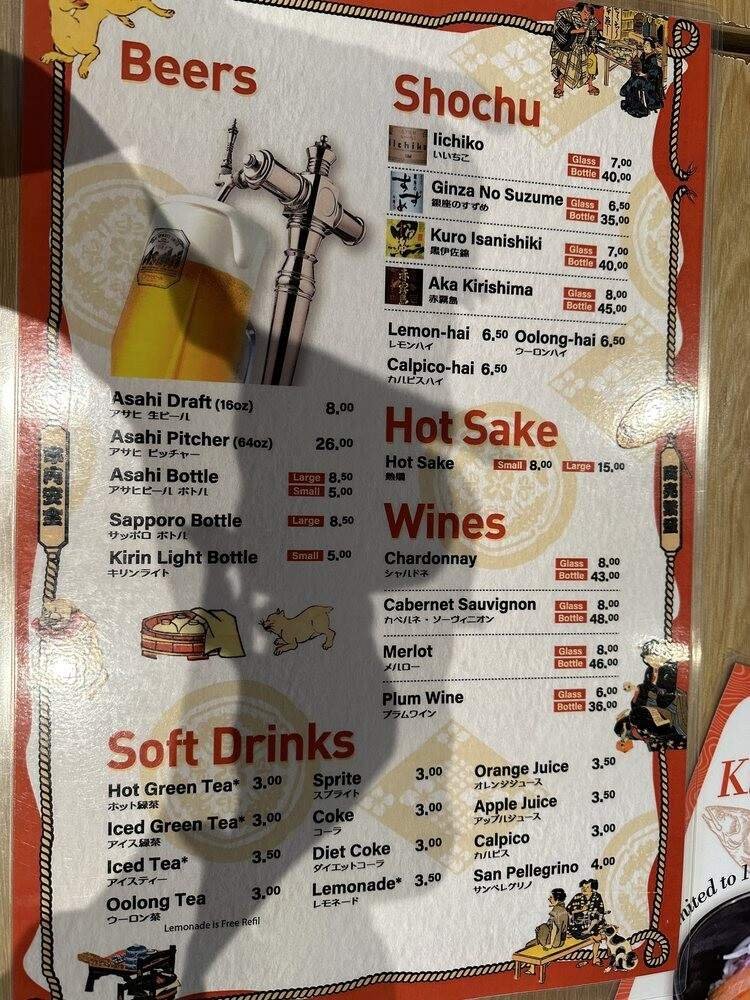 Beers
Asahi Draft (16oz) 8.00
アサヒ 生ビール
Asahi Pitcher (64oz) 26.00
アサヒ ピッチャー
Asahi Bottle Large 8.50
アサヒビール ボトル Small 5.00
Sapporo Bottle Large 8.50
サッポロ ボトル
Kirin Light Bottle Small 5.00
キリンライト
Shochu
Iichiko
いいちこ
Glass 7.00
Bottle 40.00
Ginza No Suzume Glass 6.50
銀座のすずめ Bottle 35.00
Kuro Isanishiki Glass 7.00
黒伊佐錦 Bottle 40.00
Aka Kirishima Glass 8.00
赤霧島 Bottle 45.00
Lemon-hai 6.50 Oolong-hai 6.50
レモンハイ ウーロンハイ
Calpico-hai 6.50
カルピスハイ
Hot Sake
Hot Sake Small 8.00 Large 15.00
熱燗
Wines
Chardonnay Glass 8.00
シャルドネ Bottle 43.00
Cabernet Sauvignon Glass 8.00
カベルネ・ソーヴィニオン Bottle 48.00
Merlot Glass 8.00
メルロー Bottle 46.00
Plum Wine Glass 6.00
プラムワイン Bottle 36.00
Soft Drinks
Hot Green Tea* 3.00
ホット緑茶
Iced Green Tea* 3.00
アイス緑茶
Iced Tea* 3.50
アイスティー
Oolong Tea 3.00
ウーロン茶
Lemonade is Free Refil
Sprite 3.00
スプライト
Coke 3.00
コーラ
Diet Coke 3.00
ダイエットコーラ
Lemonade* 3.50
レモネード
Orange Juice 3.50
オレンジジュース
Apple Juice 3.50
アップルジュース
Calpico 3.00
カルピス
San Pellegrino 4.00
サンペレグリノ